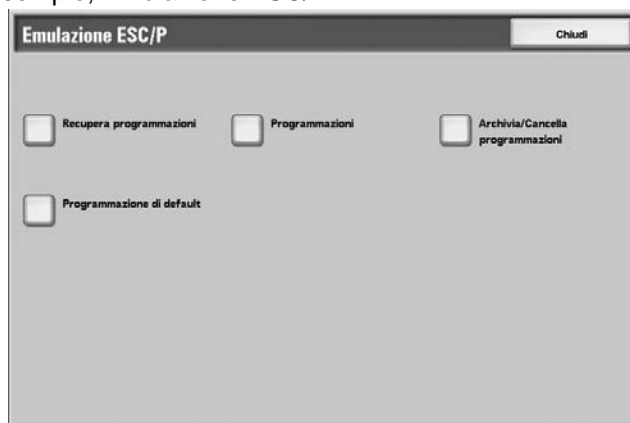 Emulazione ESC/P
Chiudi
Recupera programmazioni
Programmazioni
Archivia/Cancella
programmazioni
Programmazione di default